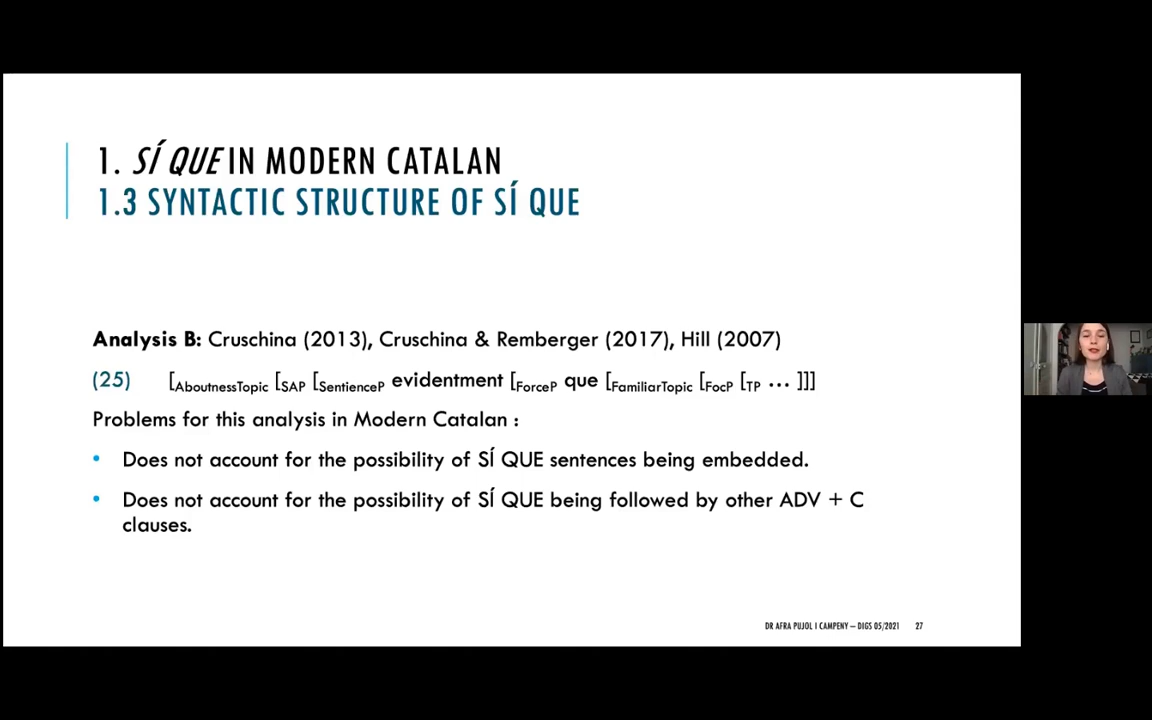 1. SÍ QUE IN MODERN CATALAN
1.3 SYNTACTIC STRUCTURE OF SÍ QUE
Analysis B: Cruschina (2013), Cruschina & Remberger (2017), Hill (2007)
(25) [AboutnessTopic [SAP [SentienceP evidentment [ForceP que [FamiliarTopic [FocP [TP ... ]]]
Problems for this analysis in Modern Catalan :
• Does not account for the possibility of SÍ QUE sentences being embedded.
• Does not account for the possibility of SÍ QUE being followed by other ADV + C
clauses.
DR AFRA PUJOL I CAMPENY – DIGS 05/2021 27